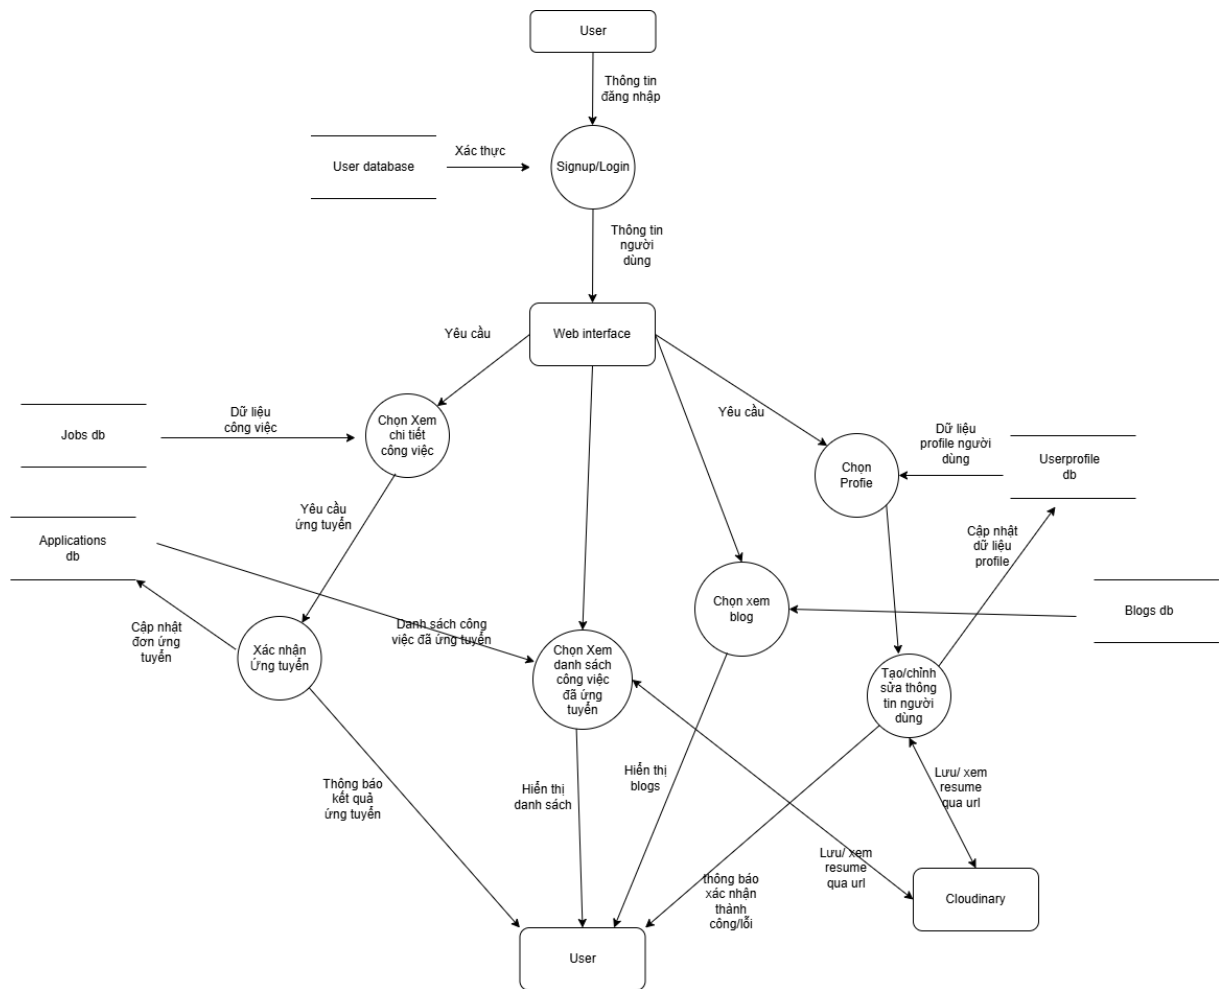 User
Thông tin
đăng nhập
User database
Xác thực
Signup/Login
Thông tin
người
dùng
Web interface
Yêu cầu
Yêu cầu
Jobs db
Dữ liệu
công việc
Chọn Xem
chi tiết
công việc
Chọn
Profie
Dữ liệu
profile người
dùng
Userprofile
db
Yêu cầu
ứng tuyển
Applications
db
Cập nhật
dữ liệu
profile
Chọn xem
blog
Blogs db
Cập nhật
đơn ứng
tuyển
Xác nhận
Ứng tuyển
Danh sách công
việc đã ứng tuyển
Chọn Xem
danh sách
công việc
đã ứng
tuyển
Tạo/chỉnh
sửa thông
tin người
dùng
Thông báo
kết quả
ứng tuyển
Hiển thị
danh sách
Hiển thị
blogs
Lưu/ xem
resume
qua url
Lưu/ xem
resume
qua url
thông báo
xác nhận
thành
công/lỗi
Cloudinary
User